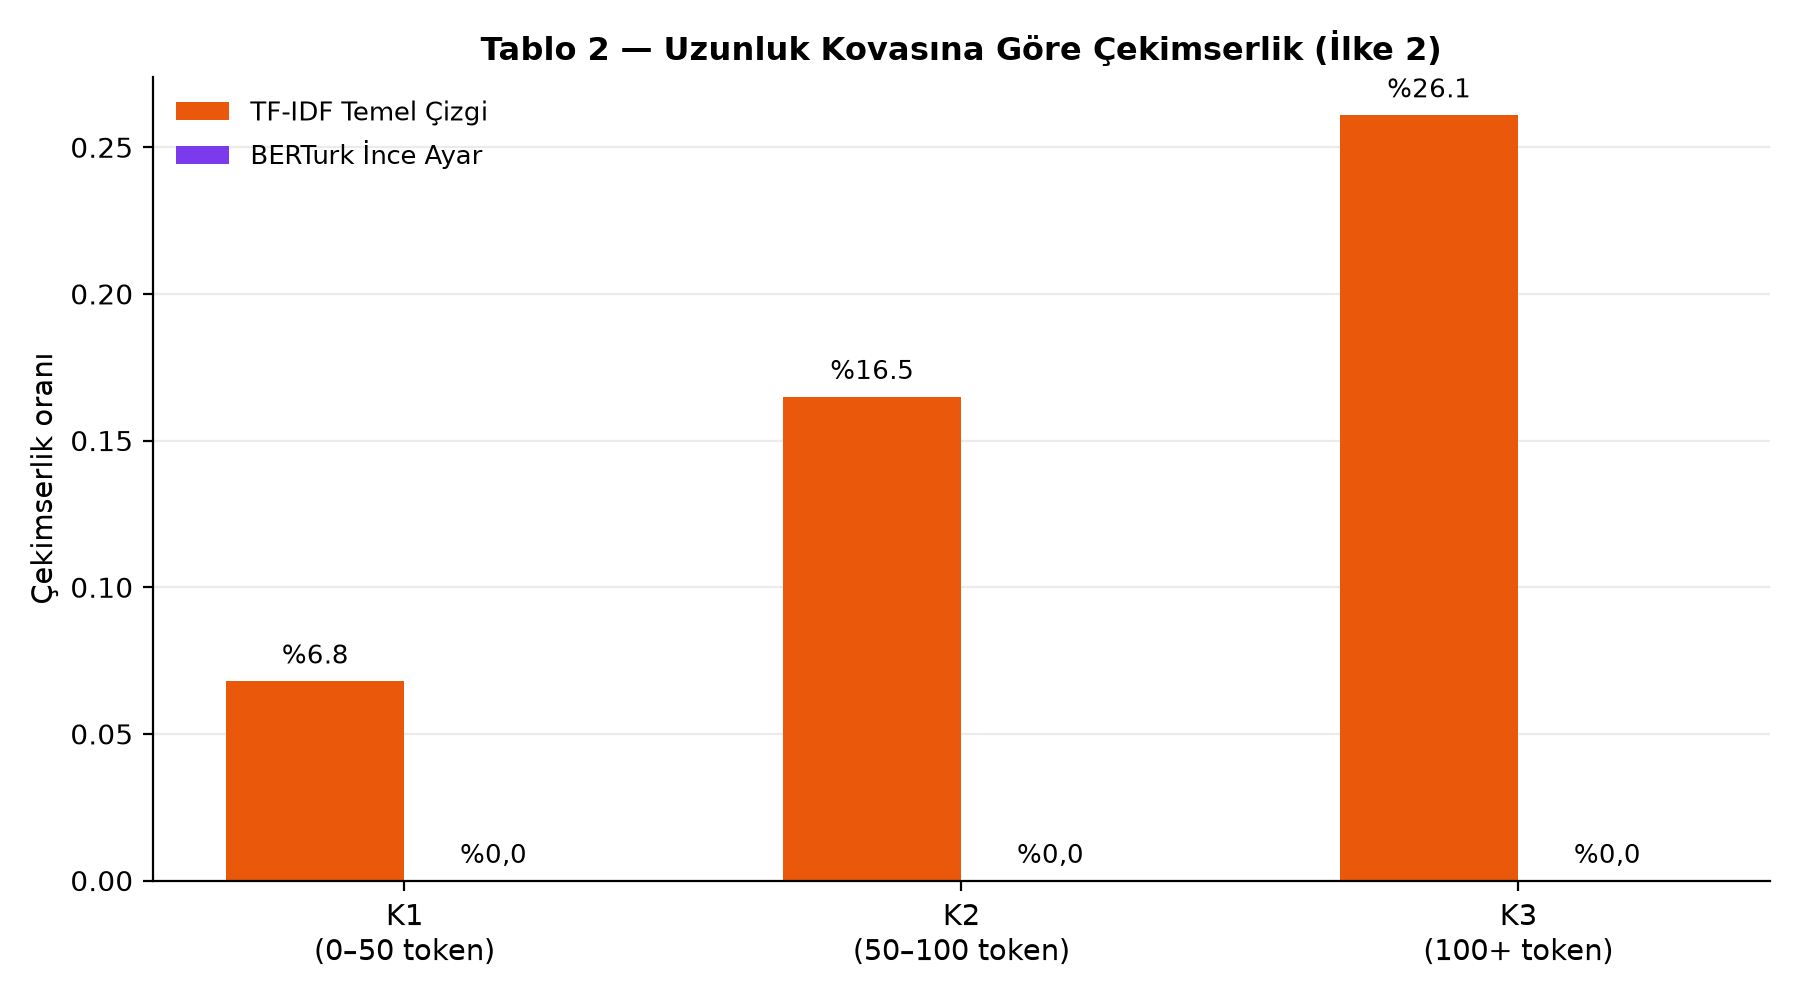 Tablo 2 — Uzunluk Kovasına Göre Çekimserlik (İlke 2)
TF-IDF Temel Çizgi
BERTurk İnce Ayar
Çekimserlik oranı
0.25
0.20
0.15
0.10
0.05
0.00
%6.8
%0,0
%16.5
%0,0
%26.1
%0,0
K1
(0–50 token)
K2
(50–100 token)
K3
(100+ token)